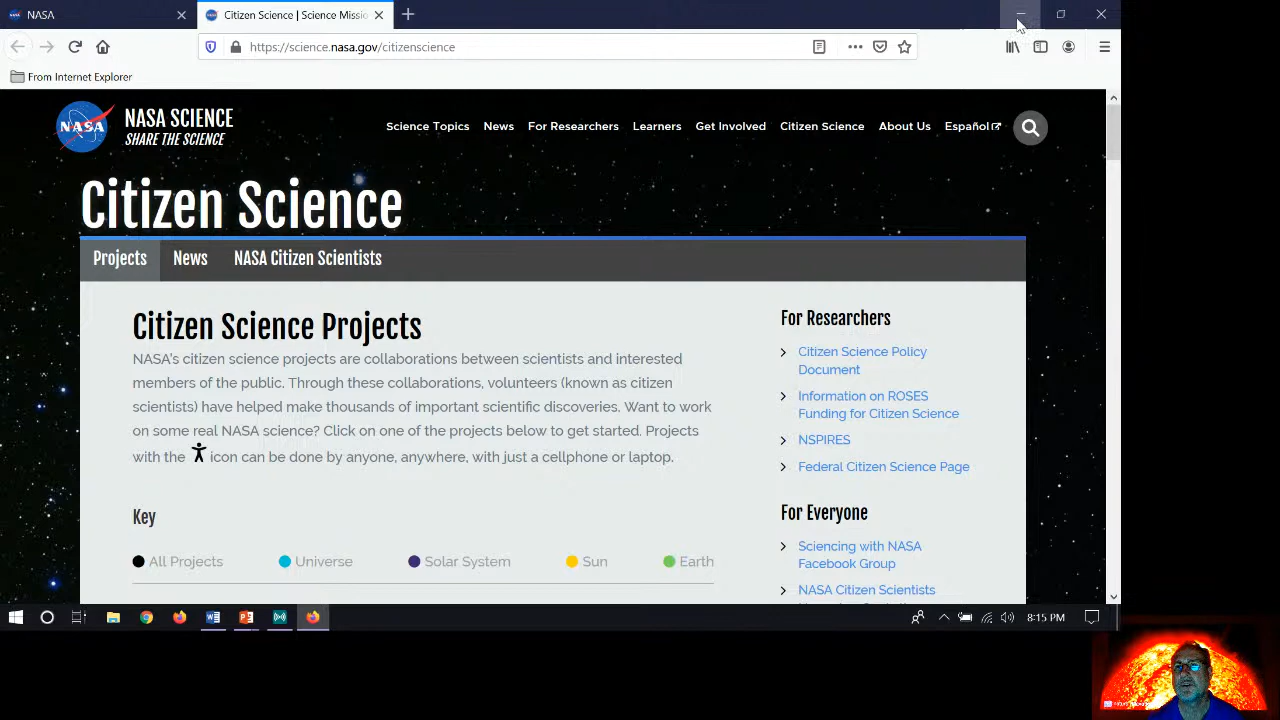 NASA
Citizen Science | Science Missio
https://science.nasa.gov/citizenscience
From Internet Explorer
NASA
NASA SCIENCE
SHARE THE SCIENCE
Science Topics News For Researchers Learners Get Involved Citizen Science About Us Español
Citizen Science
Projects News NASA Citizen Scientists
Citizen Science Projects
NASA's citizen science projects are collaborations between scientists and interested
members of the public. Through these collaborations, volunteers (known as citizen
scientists) have helped make thousands of important scientific discoveries. Want to work
on some real NASA science? Click on one of the projects below to get started. Projects
with the icon can be done by anyone, anywhere, with just a cellphone or laptop.
Key
All Projects Universe Solar System Sun Earth
For Researchers
Citizen Science Policy
Document
Information on ROSES
Funding for Citizen Science
NSPIRES
Federal Citizen Science Page
For Everyone
Sciencing with NASA
Facebook Group
NASA Citizen Scientists
8:15 PM